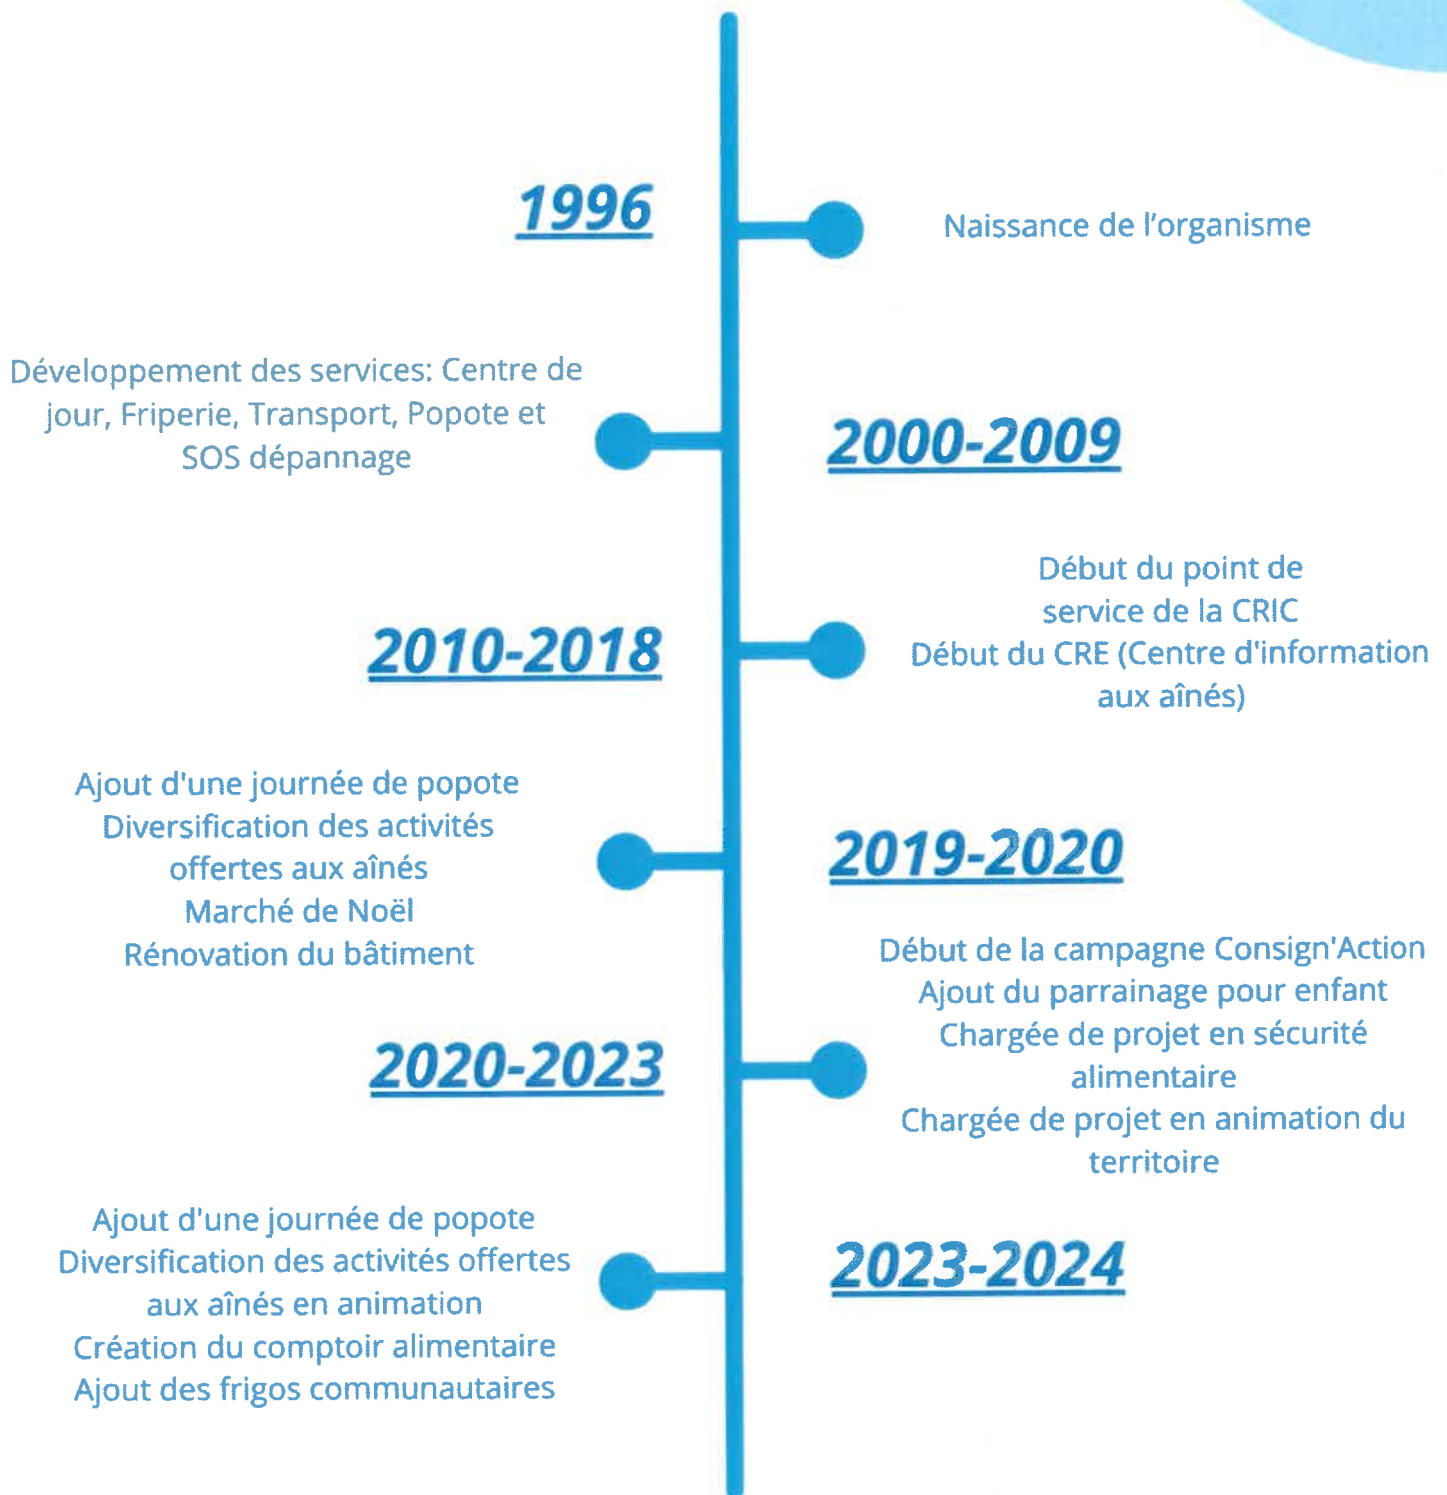 1996
Naissance de l'organisme
Développement des services: Centre de
jour, Friperie, Transport, Popote et
SOS dépannage
2000-2009
2010-2018
Début du point de
service de la CRIC
Début du CRE (Centre d'information
aux aînés)
Ajout d'une journée de popote
Diversification des activités
offertes aux aînés
Marché de Noël
Rénovation du bâtiment
2019-2020
2020-2023
Début de la campagne Consign'Action
Ajout du parrainage pour enfant
Chargée de projet en sécurité
alimentaire
Chargée de projet en animation du
territoire
Ajout d'une journée de popote
Diversification des activités offertes
aux aînés en animation
Création du comptoir alimentaire
Ajout des frigos communautaires
2023-2024